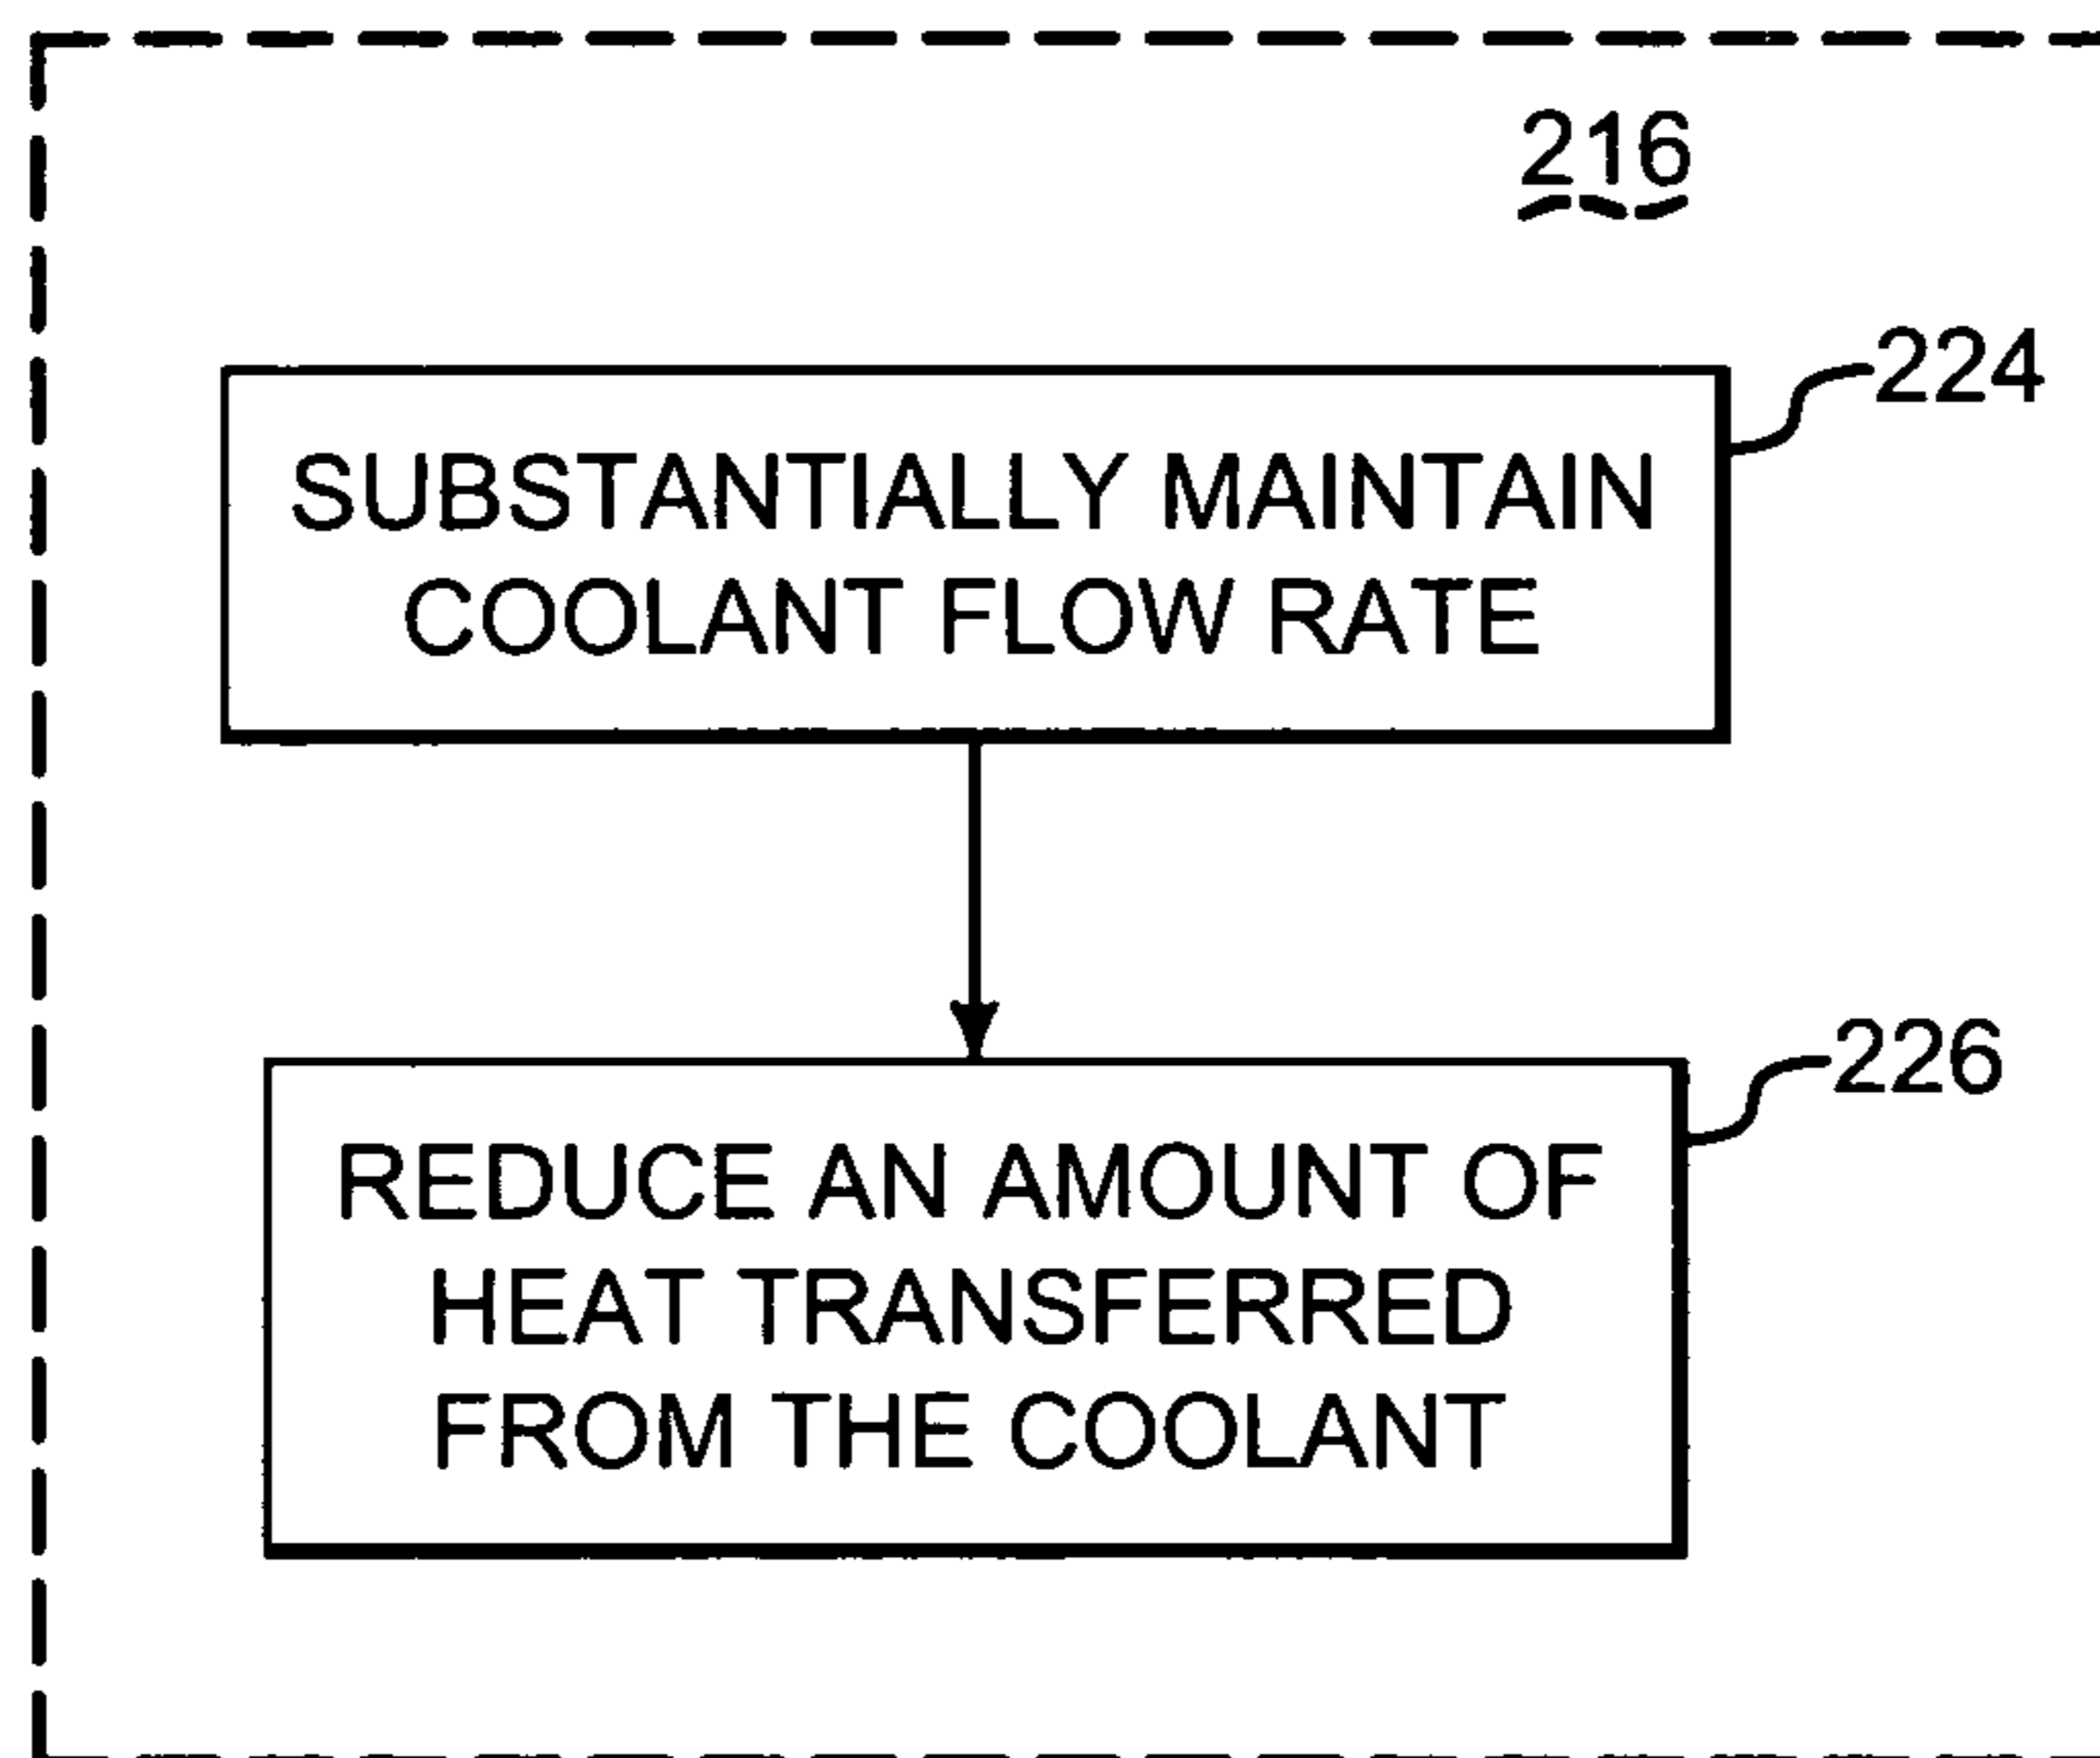 216
224
SUBSTANTIALLY MAINTAIN
COOLANT FLOW RATE
226
REDUCE AN AMOUNT OF
HEAT TRANSFERRED
FROM THE COOLANT